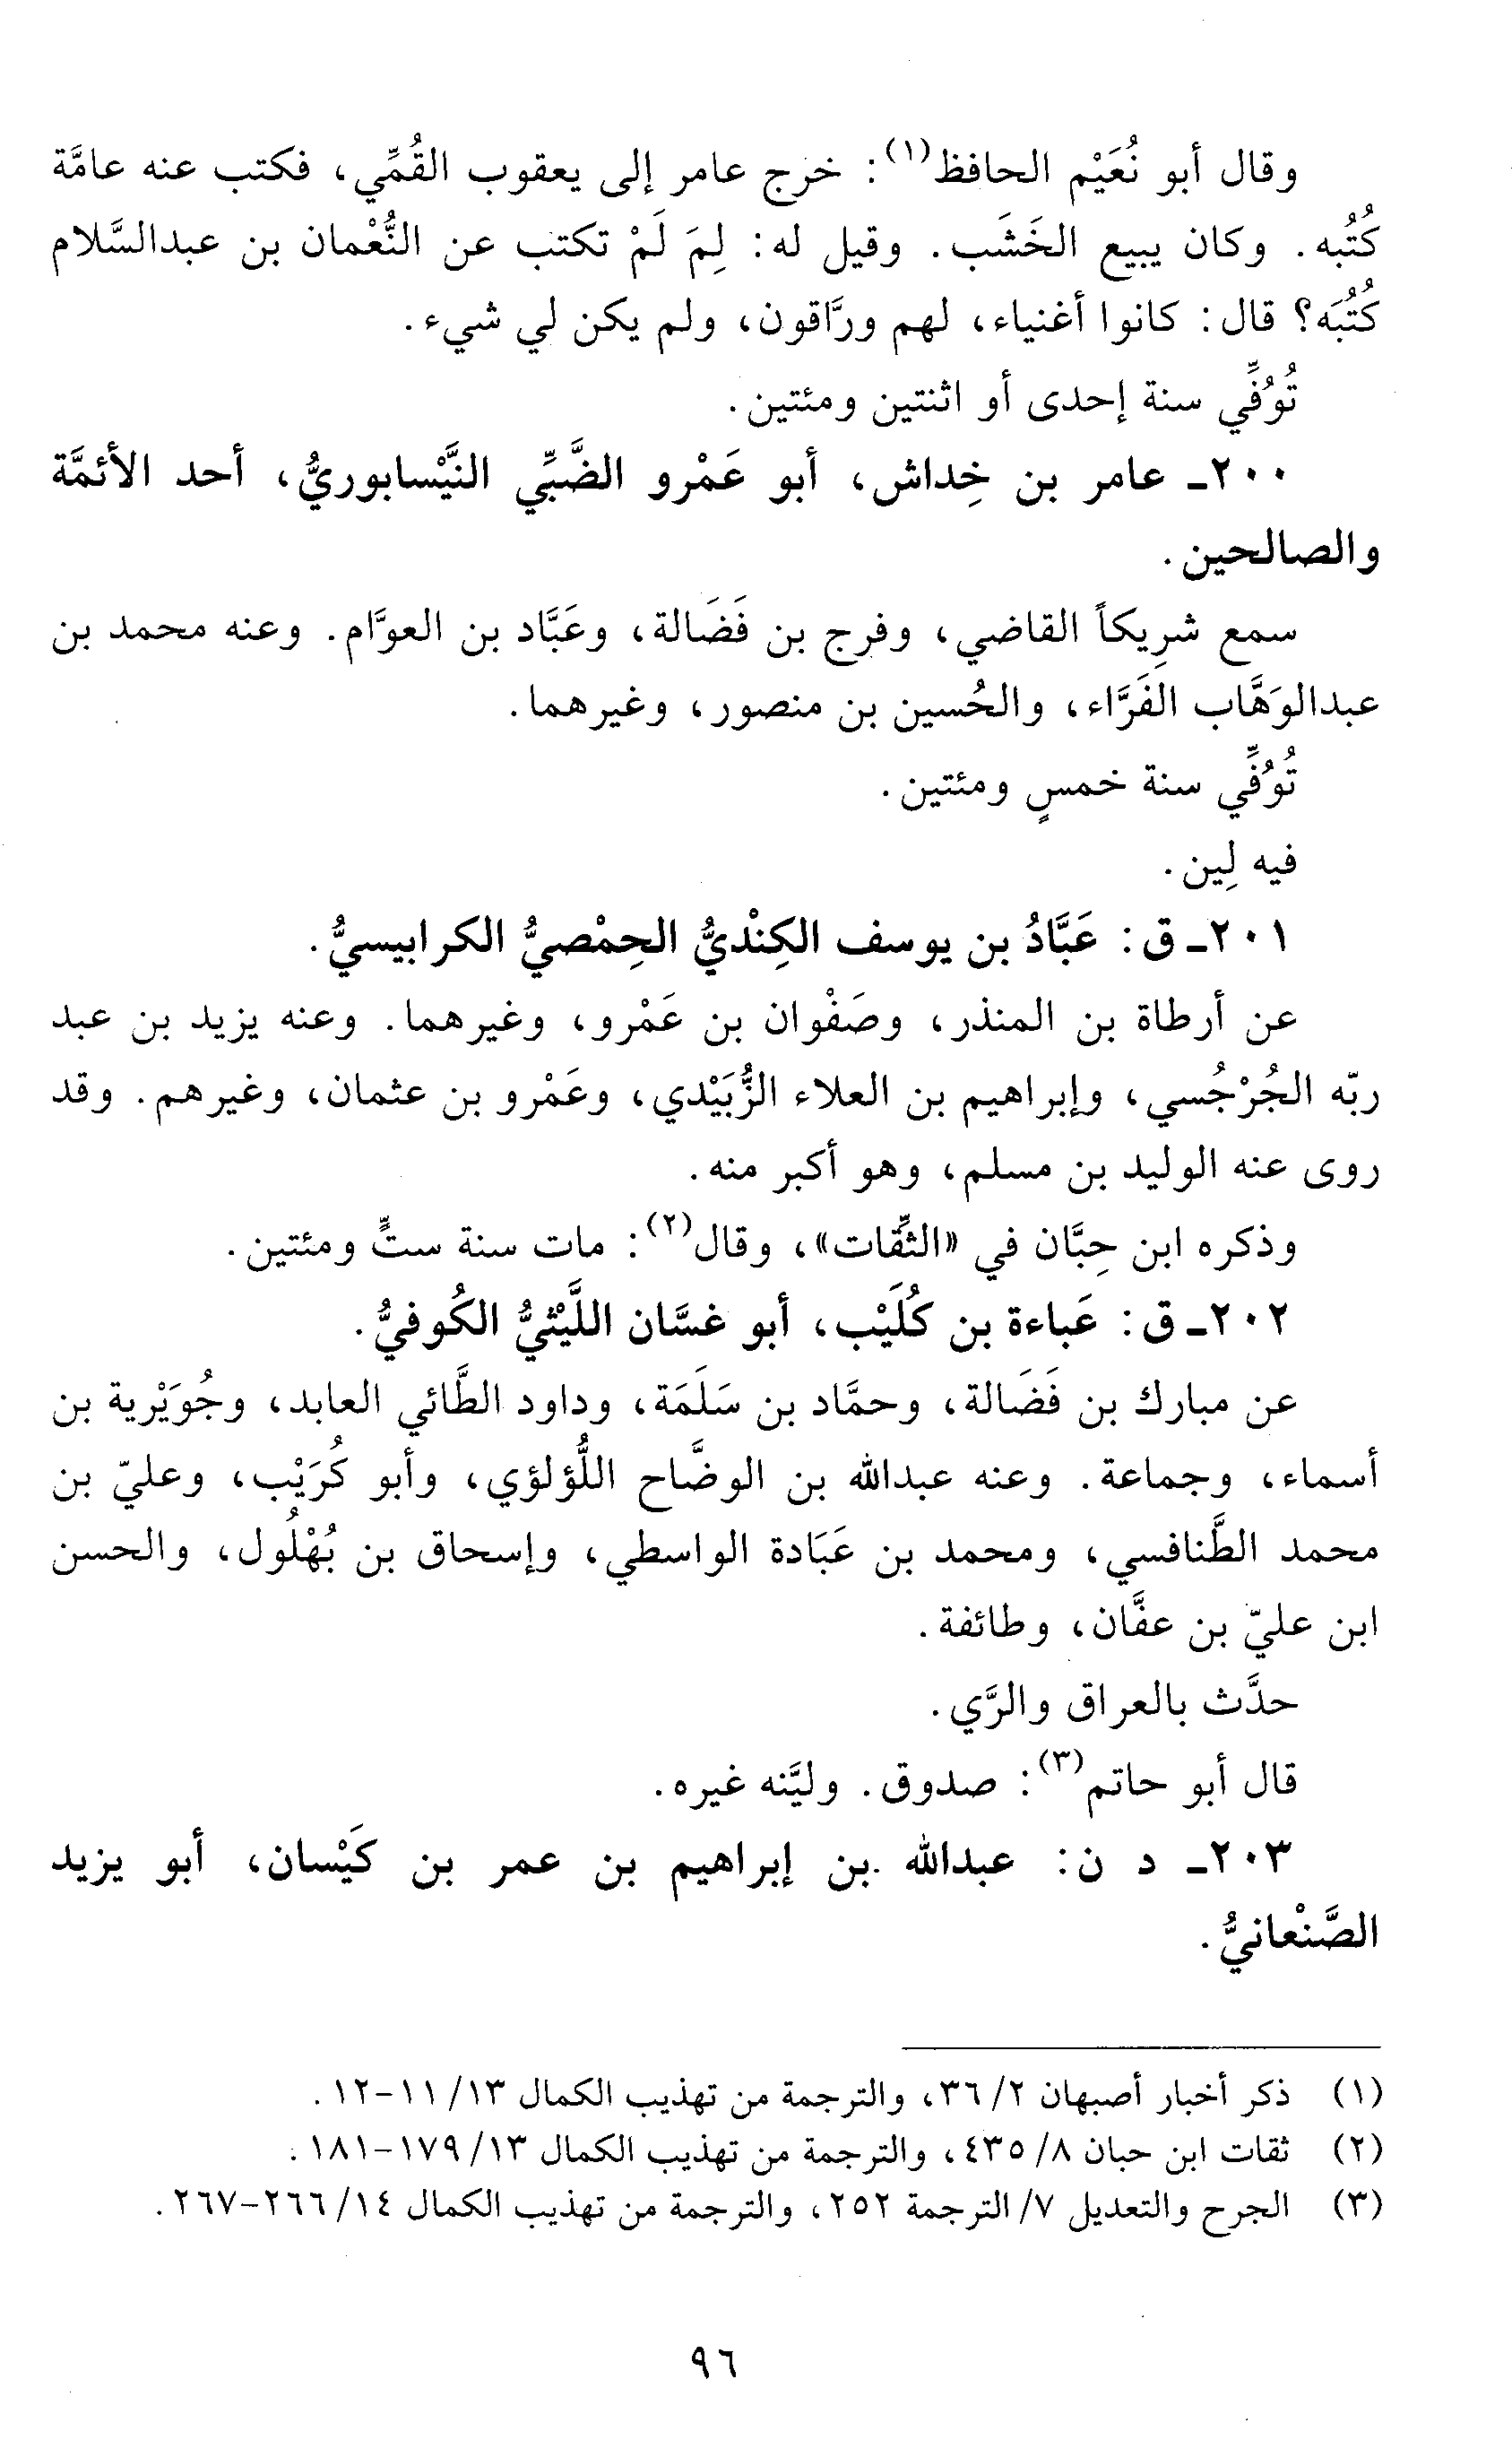 وقال أبو نُعَيْم الحافظ(١): خرج عامر إلى يعقوب القُمِّي، فكتب عنه عامَّة
كُتُبه. وكان يبيع الخَشَب. وقيل له: لِمَ لَمْ تكتب عن النُّعْمان بن عبدالسَّلام
كُتُبَه؟ قال: كانوا أغنياء، لهم ورَّاقون، ولم يكن لي شيء.
تُوُفِّي سنة إحدى أو اثنتين ومئتين.
٢٠٠ـ عامر بن خِداش، أبو عَمْرو الضَّبِّي النَّيْسابوريُّ، أحد الأئمَّة
والصالحين.
سمع شرِيكاً القاضي، وفرج بن فَضَالة، وعَبَّاد بن العوَّام. وعنه محمد بن
عبدالوَهَّاب الفَرَّاء، والحُسين بن منصور، وغيرهما.
تُوُفِّي سنة خمسٍ ومئتين.
فيه لِين.
٢٠١ـ ق: عَبَّادُ بن يوسف الكِنْديُّ الحِمْصيُّ الكرابيسيُّ.
عن أرطاة بن المنذر، وصَفْوان بن عَمْرو، وغيرهما. وعنه يزيد بن عبد
ربّه الجُرْجُسي، وإبراهيم بن العلاء الزُّبَيْدي، وعَمْرو بن عثمان، وغيرهم. وقد
روى عنه الوليد بن مسلم، وهو أكبر منه.
وذكره ابن حِبَّان في «الثِّقات»، وقال(٢): مات سنة ستٍّ ومئتين.
٢٠٢ـ ق: عَباءة بن كُلَيْب، أبو غسَّان اللَّيْثيُّ الكُوفيُّ.
عن مبارك بن فَضَالة، وحمَّاد بن سَلَمَة، وداود الطَّائي العابد، وجُوَيْرية بن
أسماء، وجماعة. وعنه عبدالله بن الوضَّاح اللُّؤلؤي، وأبو كُرَيْب، وعليّ بن
محمد الطَّنافسي، ومحمد بن عَبَادة الواسطي، وإسحاق بن بُهْلُول، والحسن
ابن عليّ بن عفَّان، وطائفة.
حدَّث بالعراق والرَّي.
قال أبو حاتم(٣): صدوق. وليَّنه غيره.
٢٠٣ـ د ن: عبدالله بن إبراهيم بن عمر بن كَيْسان، أبو يزيد
الصَّنْعانيُّ.
(١) ذكر أخبار أصبهان ٢/ ٣٦، والترجمة من تهذيب الكمال ١٣/ ١١-١٢.
(٢) ثقات ابن حبان ٨/ ٤٣٥، والترجمة من تهذيب الكمال ١٣/ ١٧٩-١٨١.
(٣) الجرح والتعديل ٧/ الترجمة ٢٥٢، والترجمة من تهذيب الكمال ١٤/ ٢٦٦-٢٦٧.
٩٦